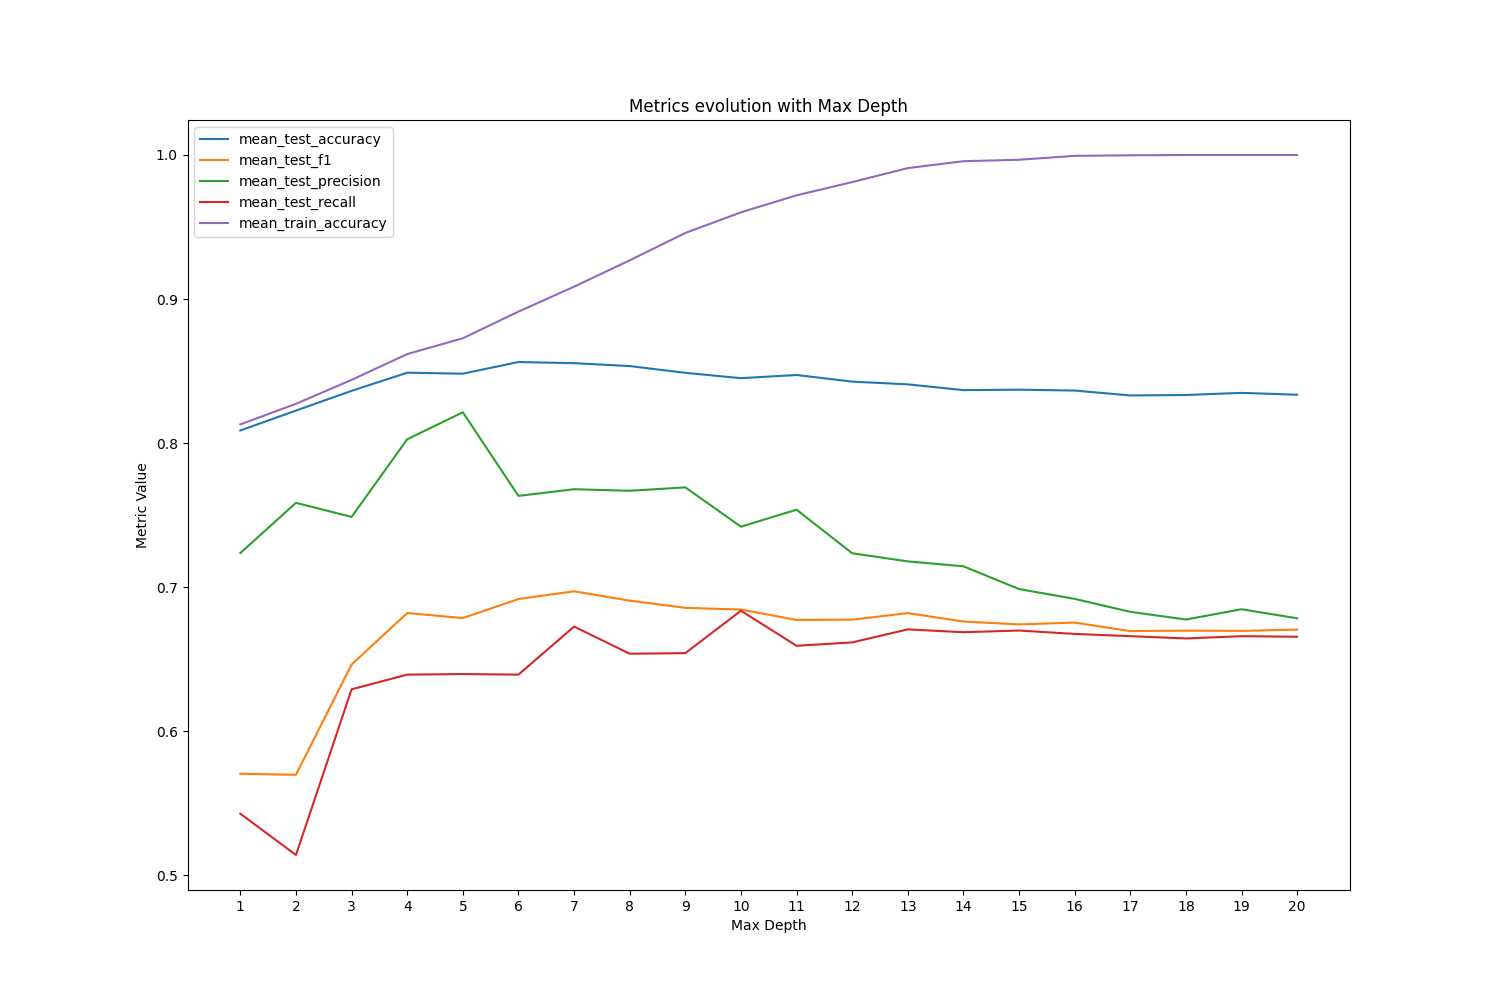 Metrics evolution with Max Depth
mean_test_accuracy
mean_test_f1
mean_test_precision
mean_test_recall
mean_train_accuracy
1.0
0.9
0.8
0.7
0.6
0.5
Metric Value
1 2 3 4 5 6 7 8 9 10 11 12 13 14 15 16 17 18 19 20
Max Depth